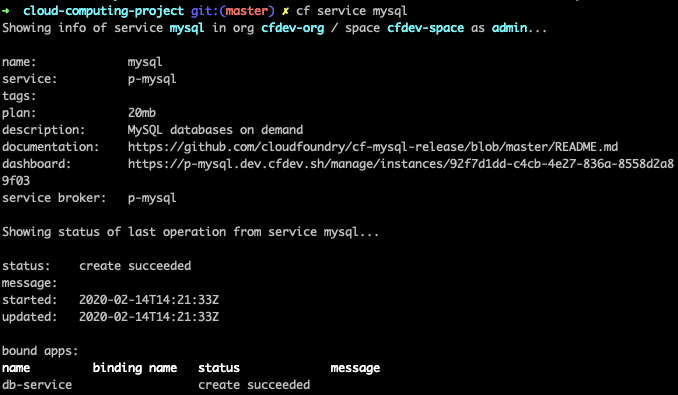 ➜  cloud-computing-project git:(master) ✗ cf service mysql
Showing info of service mysql in org cfdev-org / space cfdev-space as admin...
name:            mysql
service:         p-mysql
tags:
plan:            20mb
description:     MySQL databases on demand
documentation:   https://github.com/cloudfoundry/cf-mysql-release/blob/master/README.md
dashboard:       https://p-mysql.dev.cfdev.sh/manage/instances/92f7d1dd-c4cb-4e27-836a-8558d2a8
9f03
service broker:  p-mysql
Showing status of last operation from service mysql...
status:    create succeeded
message:
started:   2020-02-14T14:21:33Z
updated:   2020-02-14T14:21:33Z
bound apps:
name         binding name   status             message
db-service                  create succeeded